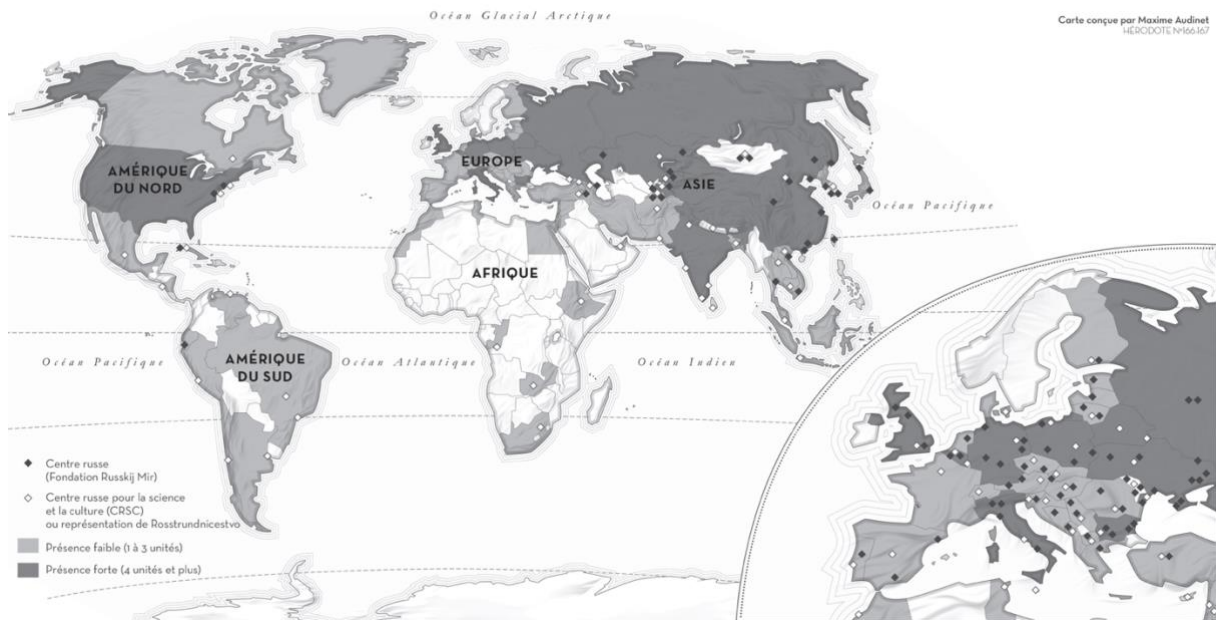 Océan Glacial Arctique
Carte conçue par Maxime Audinet
HÉRODOTE N°166-167
AMÉRIQUE
DU NORD
EUROPE
ASIE
Océan Pacifique
AFRIQUE
Océan Pacifique
AMÉRIQUE
DU SUD
Océan Atlantique
Océan Indien
Centre russe
(Fondation Russkij Mir)
Centre russe pour la science
et la culture (CRSC)
ou représentation de Rosstrundnicestvo
Présence faible (1 à 3 unités)
Présence forte (4 unités et plus)